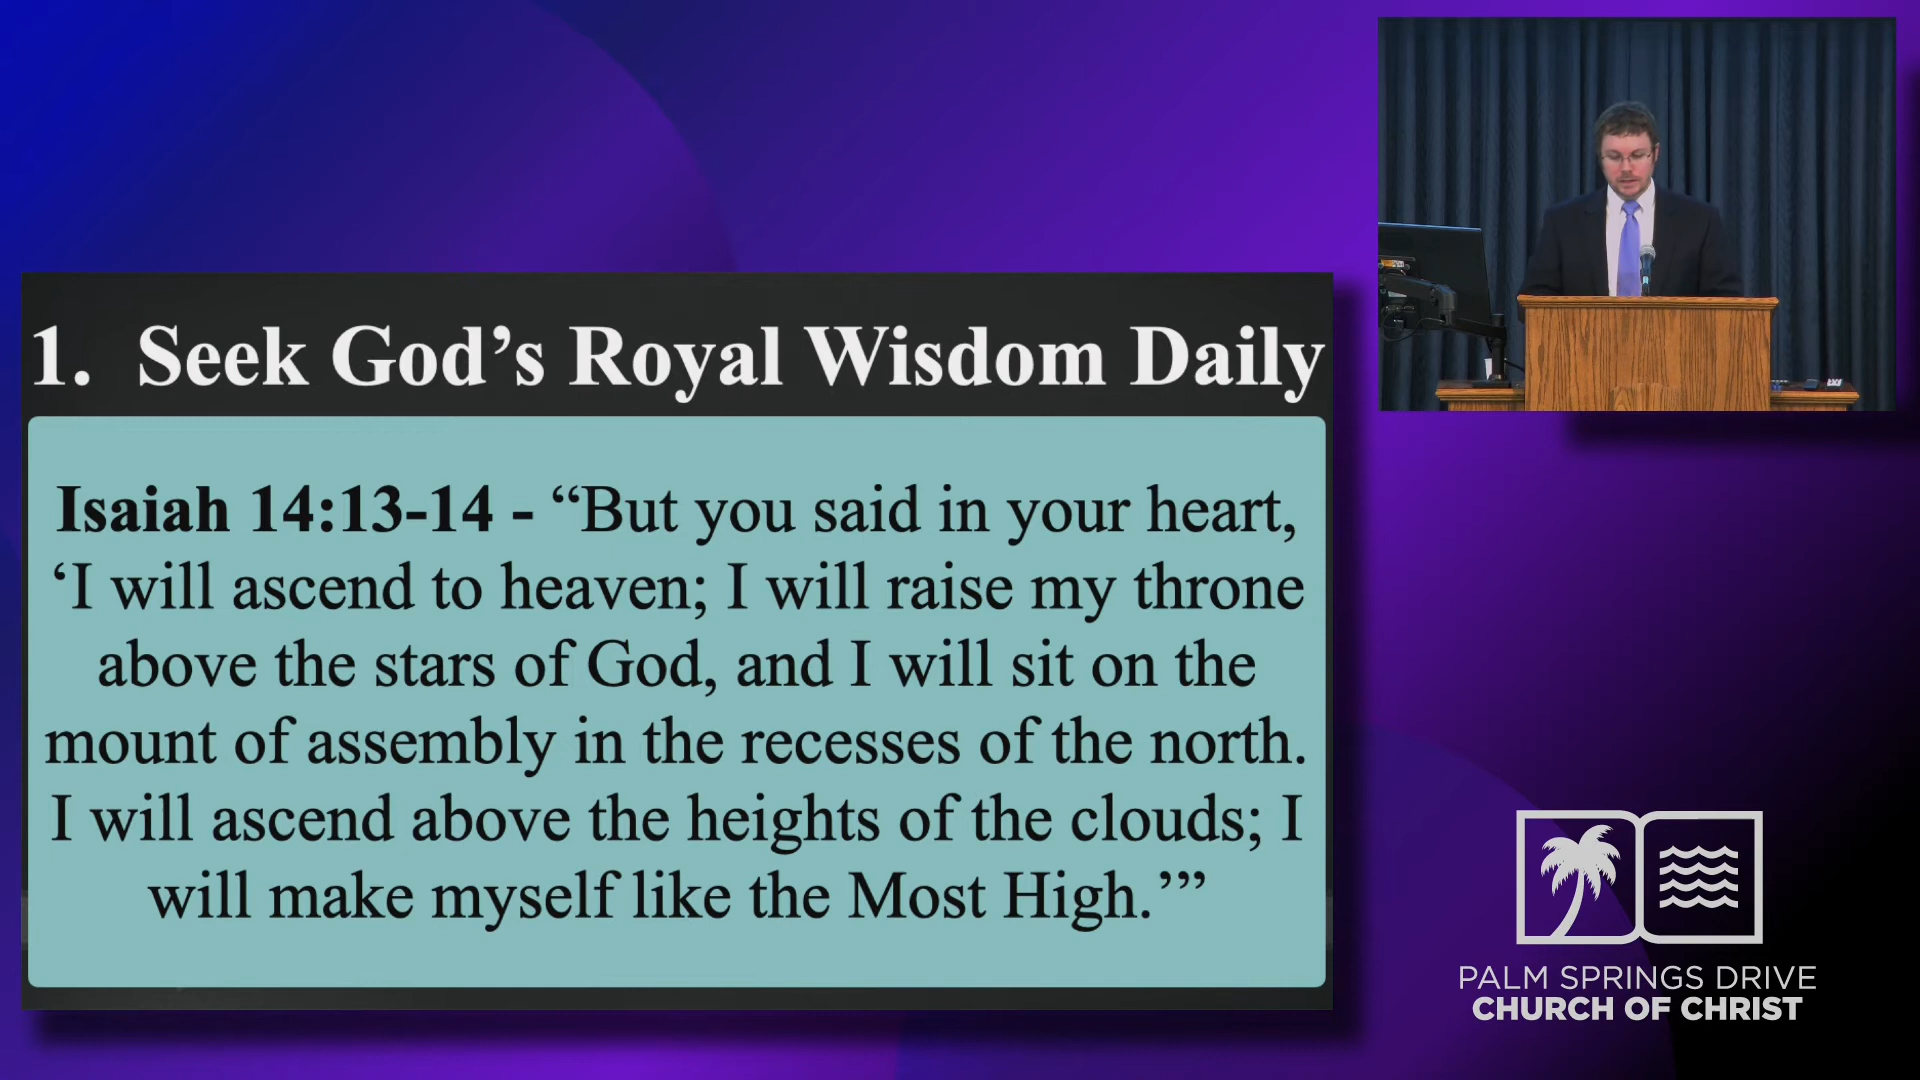 1. Seek God’s Royal Wisdom Daily
Isaiah 14:13-14 - “But you said in your heart,
‘I will ascend to heaven; I will raise my throne
above the stars of God, and I will sit on the
mount of assembly in the recesses of the north.
I will ascend above the heights of the clouds; I
will make myself like the Most High.’”
PALM SPRINGS DRIVE
CHURCH OF CHRIST